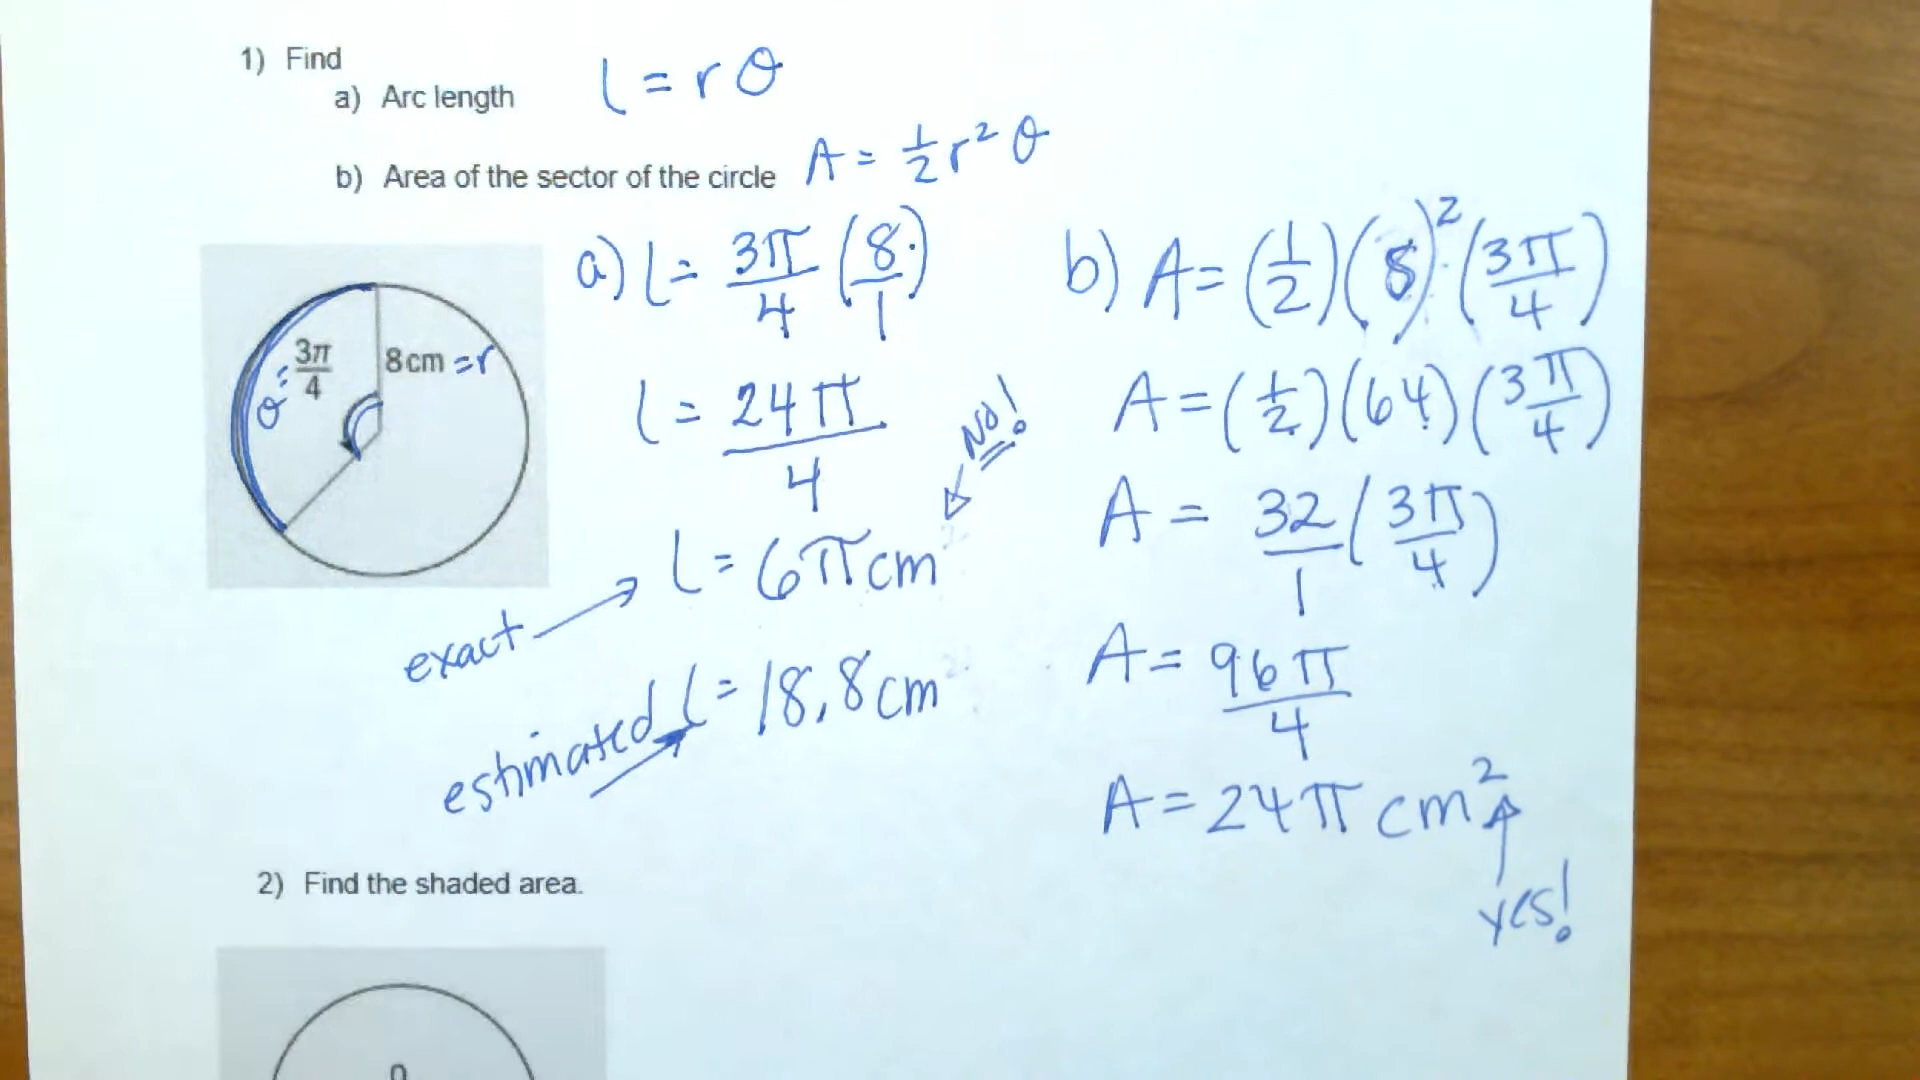 1) Find
a) Arc length l = rθ
b) Area of the sector of the circle A = ½r²θ
3π/4
θ =
8cm =r
a) l = 3π/4 (8/1)
l = 24π/4
No!
l = 6π cm
exact
estimated l = 18.8cm
b) A = (1/2)(8)² (3π/4)
A = (1/2)(64)(3π/4)
A = 32/1 (3π/4)
A = 96π/4
A = 24π cm²
yes!
2) Find the shaded area.